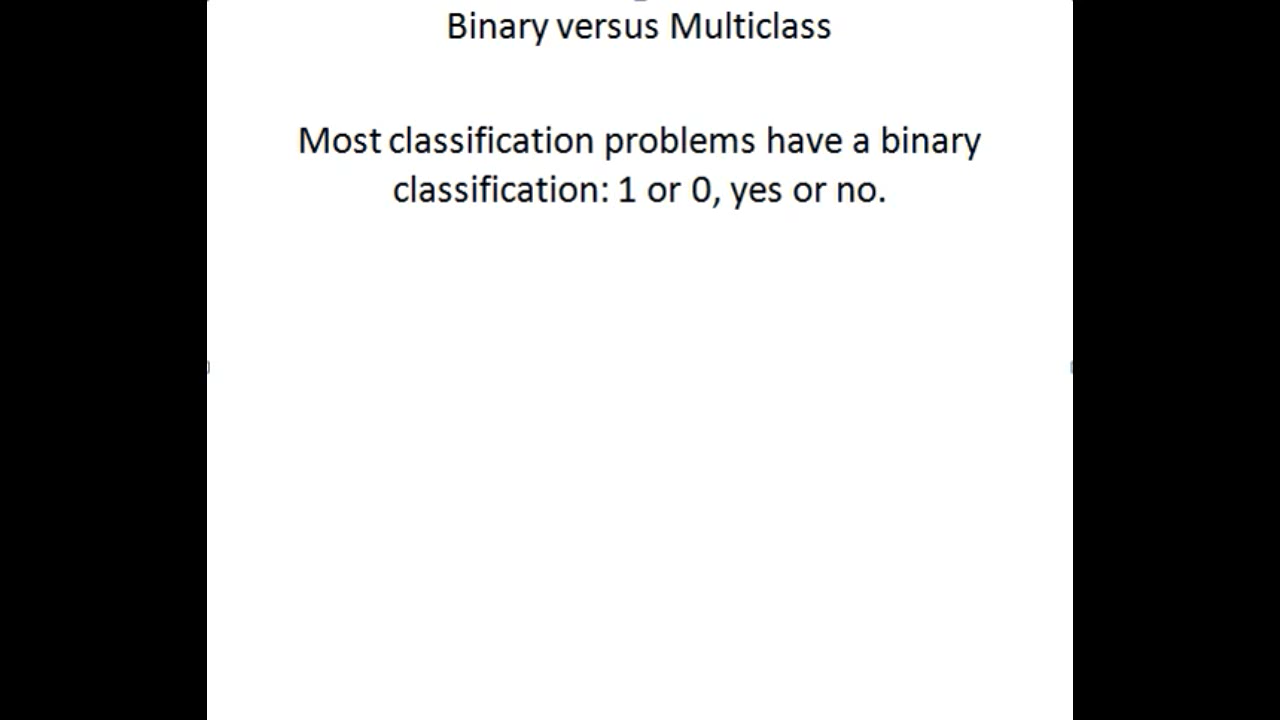 Binary versus Multiclass
Most classification problems have a binary
classification: 1 or 0, yes or no.